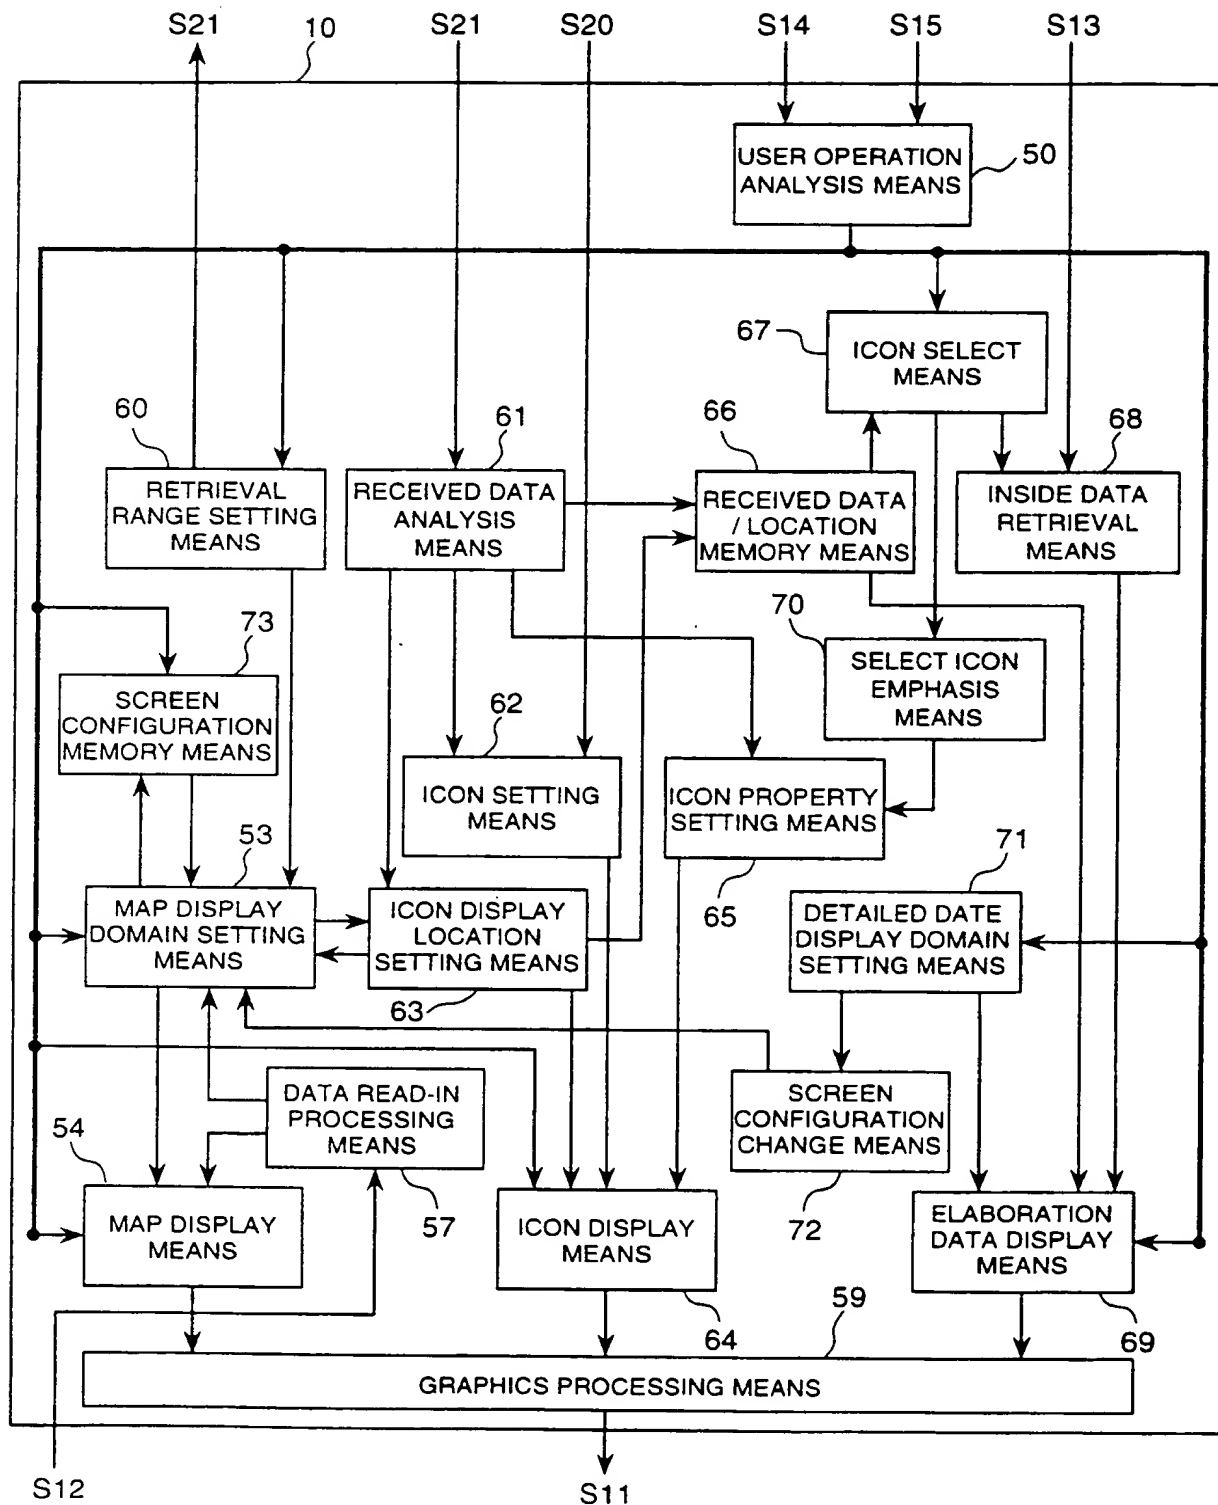 S21
10
S21
S20
S14
S15
S13
USER OPERATION
ANALYSIS MEANS
50
67
ICON SELECT
MEANS
60
61
66
68
RETRIEVAL
RANGE SETTING
MEANS
RECEIVED DATA
ANALYSIS
MEANS
RECEIVED DATA
/ LOCATION
MEMORY MEANS
INSIDE DATA
RETRIEVAL
MEANS
73
70
SCREEN
CONFIGURATION
MEMORY MEANS
62
SELECT ICON
EMPHASIS
MEANS
ICON SETTING
MEANS
ICON PROPERTY
SETTING MEANS
53
65
71
MAP DISPLAY
DOMAIN SETTING
MEANS
ICON DISPLAY
LOCATION
SETTING MEANS
63
DETAILED DATE
DISPLAY DOMAIN
SETTING MEANS
DATA READ-IN
PROCESSING
MEANS
57
SCREEN
CONFIGURATION
CHANGE MEANS
72
54
MAP DISPLAY
MEANS
ICON DISPLAY
MEANS
64
ELABORATION
DATA DISPLAY
MEANS
69
59
GRAPHICS PROCESSING MEANS
S12
S11